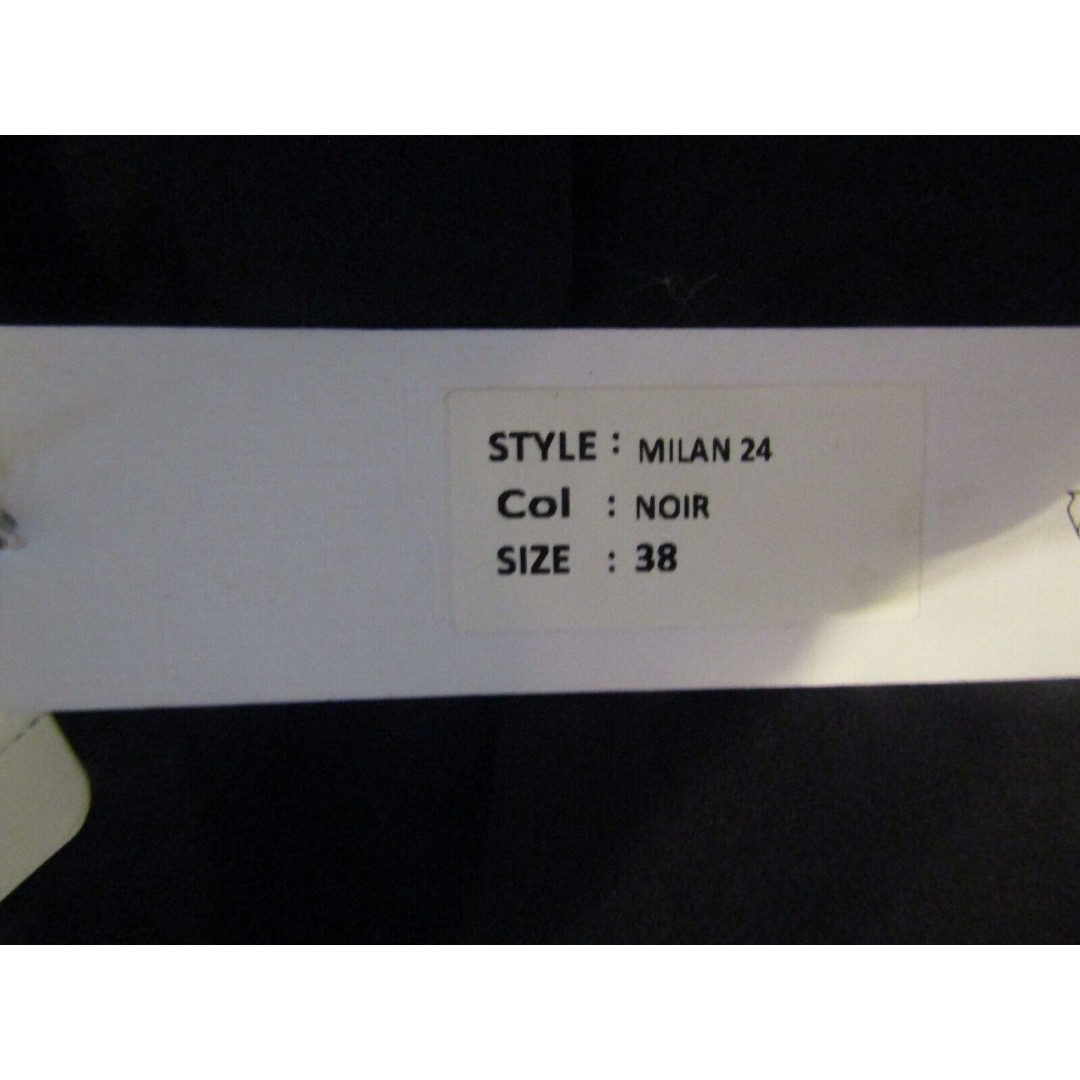 STYLE : MILAN 24
Col : NOIR
SIZE : 38